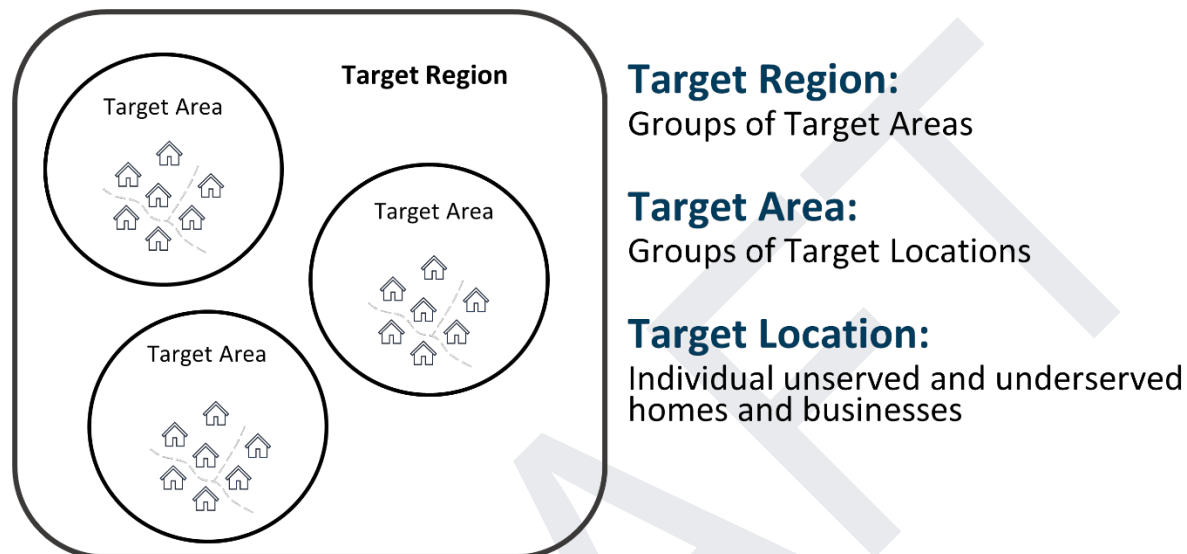 Target Region
Target Area
Target Area
Target Area
Target Region:
Groups of Target Areas
Target Area:
Groups of Target Locations
Target Location:
Individual unserved and underserved
homes and businesses
AFT